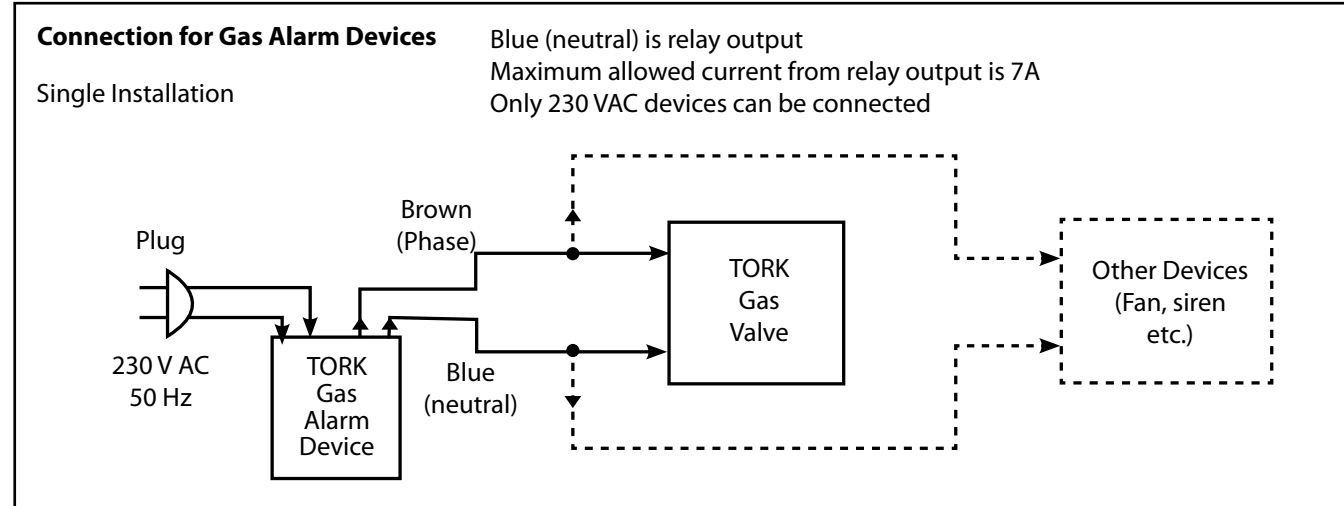 Connection for Gas Alarm Devices
Single Installation
Blue (neutral) is relay output
Maximum allowed current from relay output is 7A
Only 230 VAC devices can be connected
Plug
230 V AC
50 Hz
TORK
Gas
Alarm
Device
Brown
(Phase)
Blue
(neutral)
TORK
Gas
Valve
Other Devices
(Fan, siren
etc.)